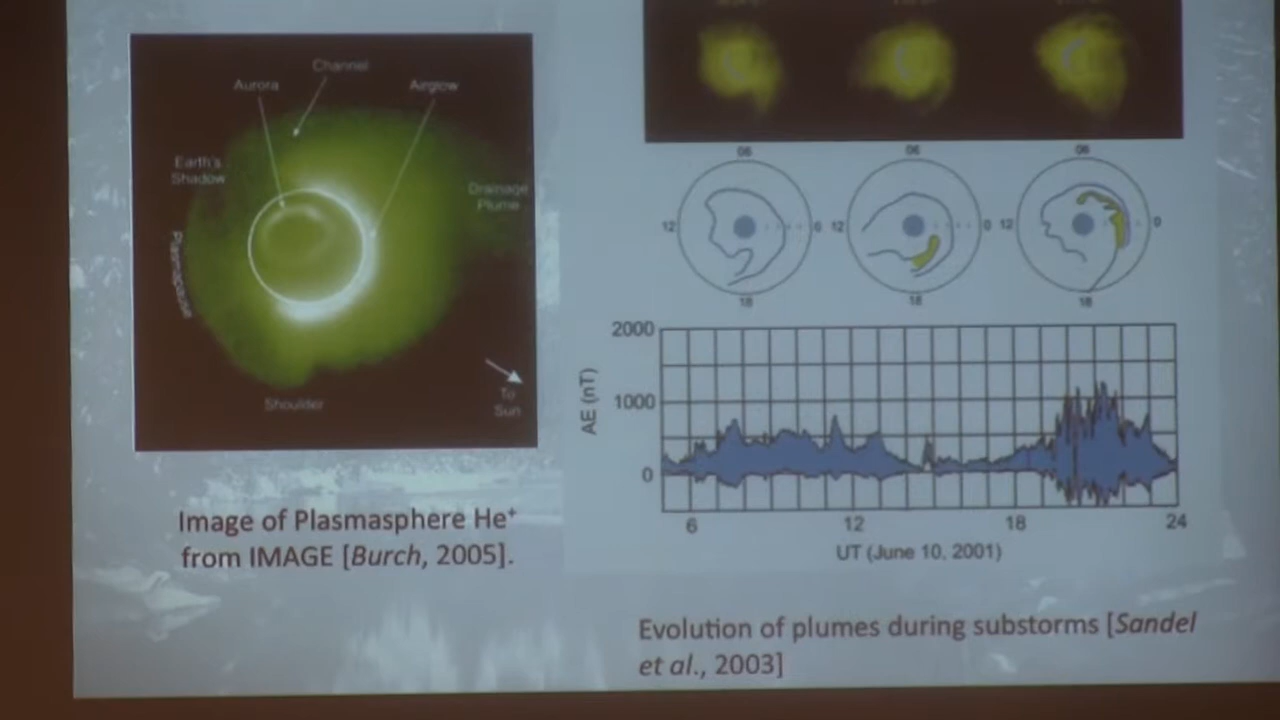 Channel
Aurora
Airglow
Earth's
Shadow
Drainage
Plume
Plasmapause
To
Sun
Shoulder
Image of Plasmasphere He+
from IMAGE [Burch, 2005].
06
06
06
12
6
12
0
12
0
18
18
18
2000
1000
0
AE (nT)
6
12
18
24
UT (June 10, 2001)
Evolution of plumes during substorms [Sandel
et al., 2003]